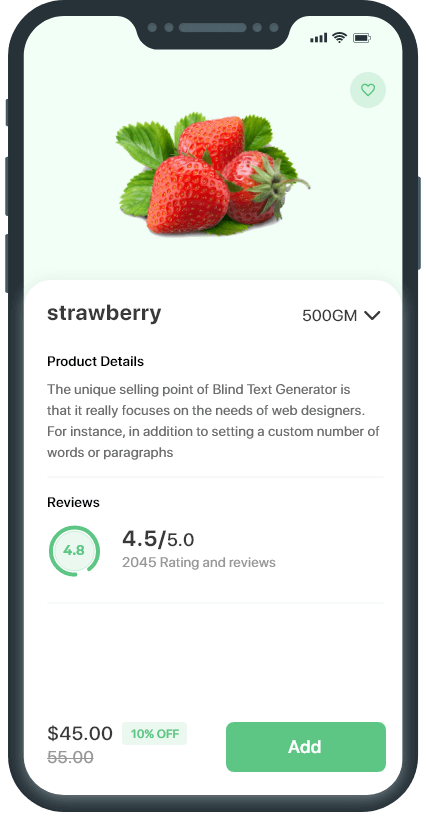 strawberry
500GM
Product Details
The unique selling point of Blind Text Generator is
that it really focuses on the needs of web designers.
For instance, in addition to setting a custom number of
words or paragraphs
Reviews
4.8
4.5/5.0
2045 Rating and reviews
$45.00
10% OFF
55.00
Add